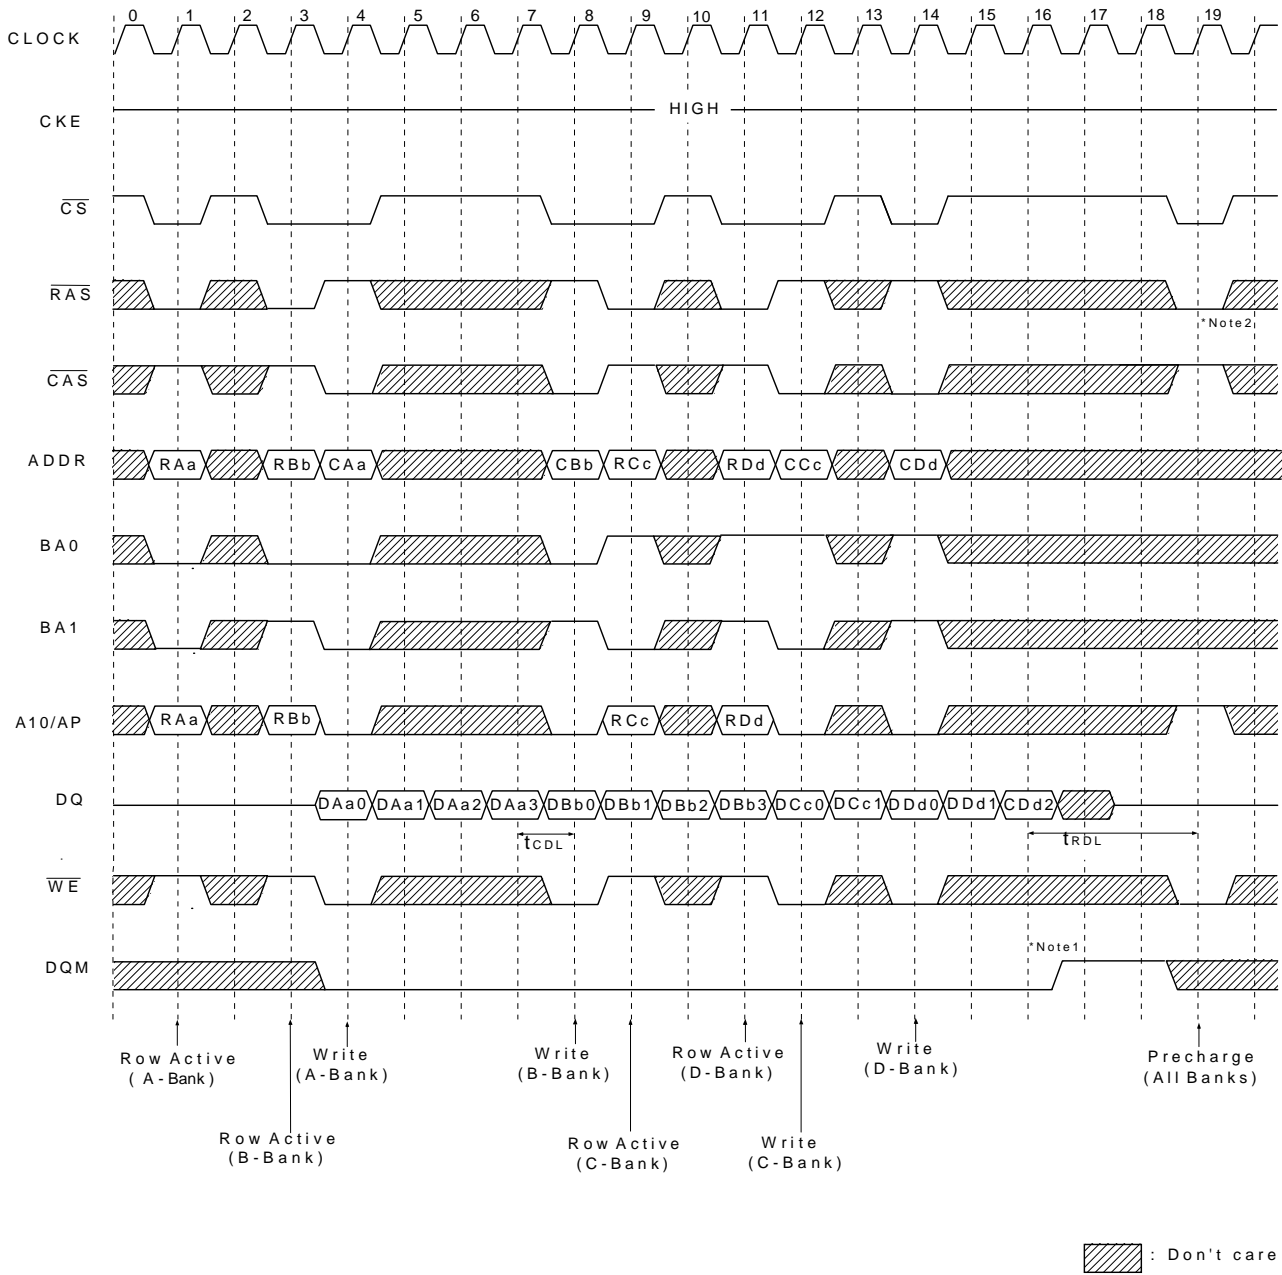 0 1 2 3 4 5 6 7 8 9 10 11 12 13 14 15 16 17 18 19
CLOCK
HIGH
CKE
CS
RAS
*Note2
CAS
ADDR RAa RBb CAa CBb RCc RDd CCc CDd
BA0
BA1
A10/AP RAa RBb RCc RDd
DQ DAa0 DAa1 DAa2 DAa3 DBb0 DBb1 DBb2 DBb3 DCc0 DCc1 DDd0 DDd1 CDd2
tCDL tRDL
WE
*Note1
DQM
Row Active
(A-Bank)
Write
(A-Bank)
Write
(B-Bank)
Row Active
(D-Bank)
Write
(D-Bank)
Precharge
(All Banks)
Row Active
(B-Bank)
Row Active
(C-Bank)
Write
(C-Bank)
: Don't care